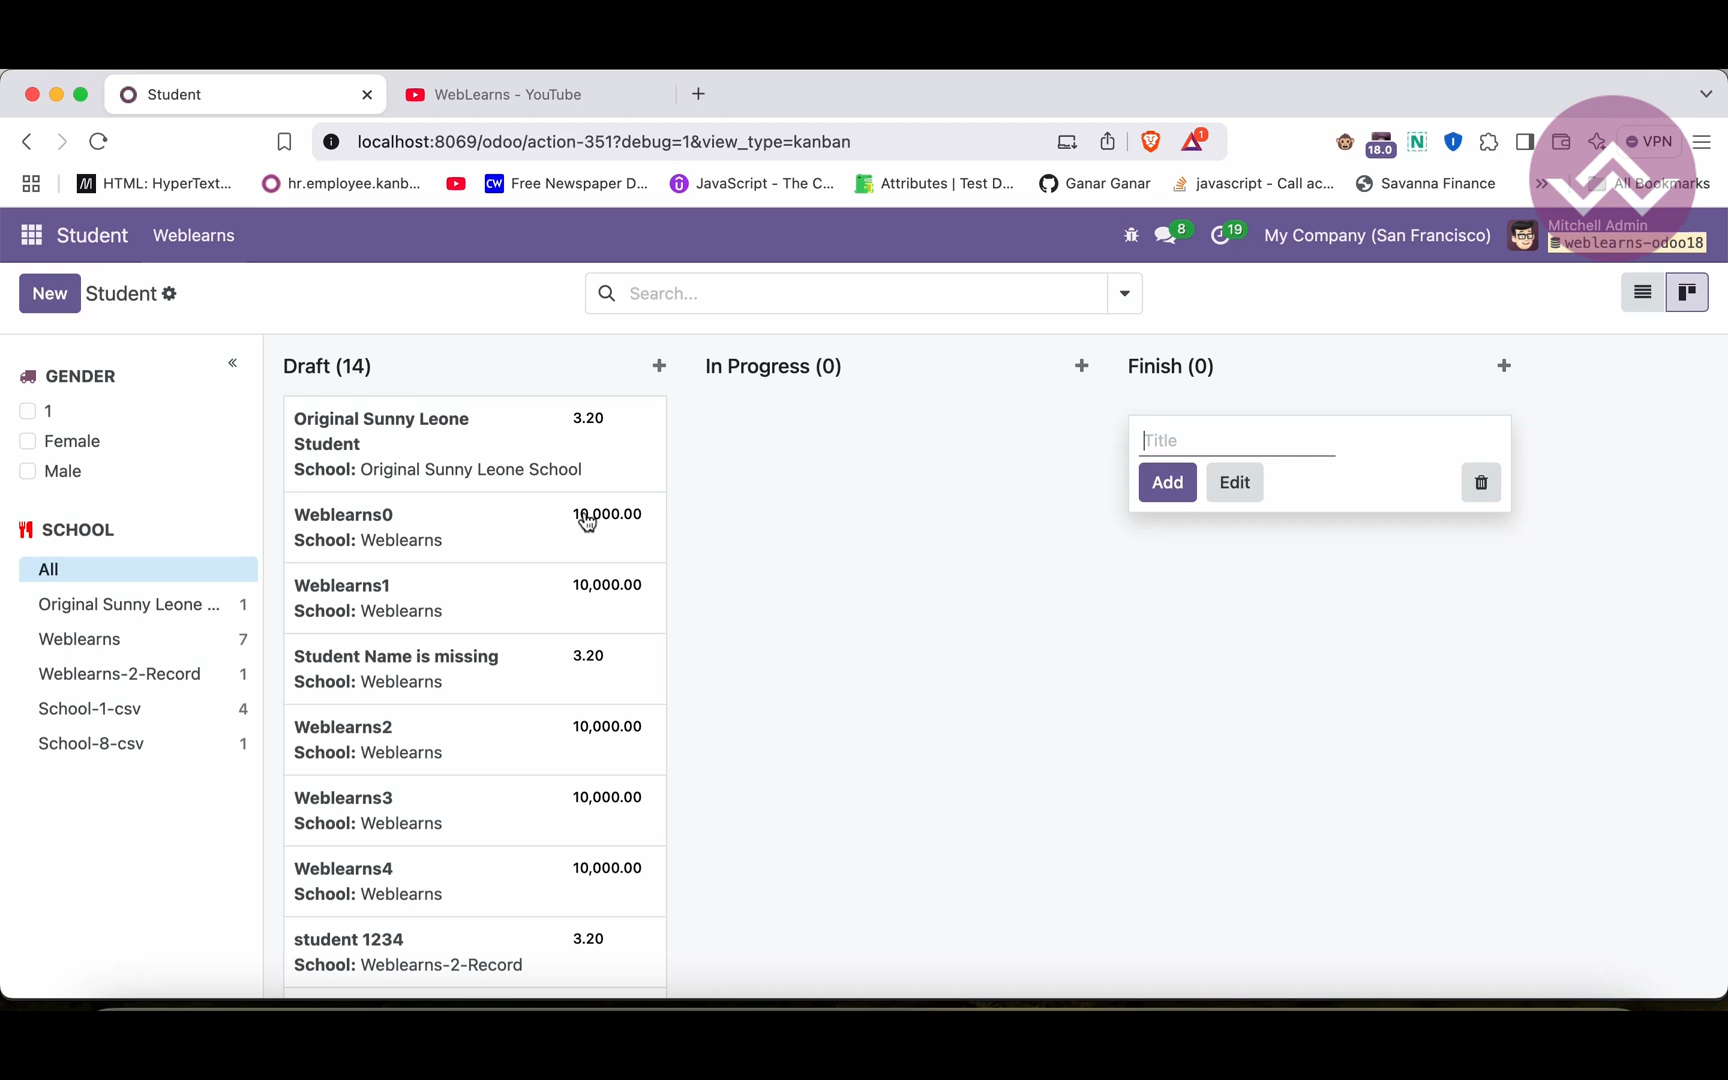 Student
WebLearns - YouTube
localhost:8069/odoo/action-351?debug=1&view_type=kanban
1
18.0
N
VPN
HTML: HyperText...
hr.employee.kanb...
CW Free Newspaper D...
JavaScript - The C...
Attributes | Test D...
Ganar Ganar
javascript - Call ac...
Savanna Finance
All Bookmarks
Student
Weblearns
8
19
My Company (San Francisco)
Mitchell Admin
weblearns-odoo18
New
Student
Search...
GENDER
1
Female
Male
SCHOOL
All
Original Sunny Leone ... 1
Weblearns 7
Weblearns-2-Record 1
School-1-csv 4
School-8-csv 1
Draft (14)
Original Sunny Leone 3.20
Student
School: Original Sunny Leone School
Weblearns0 10,000.00
School: Weblearns
Weblearns1 10,000.00
School: Weblearns
Student Name is missing 3.20
School: Weblearns
Weblearns2 10,000.00
School: Weblearns
Weblearns3 10,000.00
School: Weblearns
Weblearns4 10,000.00
School: Weblearns
student 1234 3.20
School: Weblearns-2-Record
In Progress (0)
Finish (0)
Title
Add
Edit